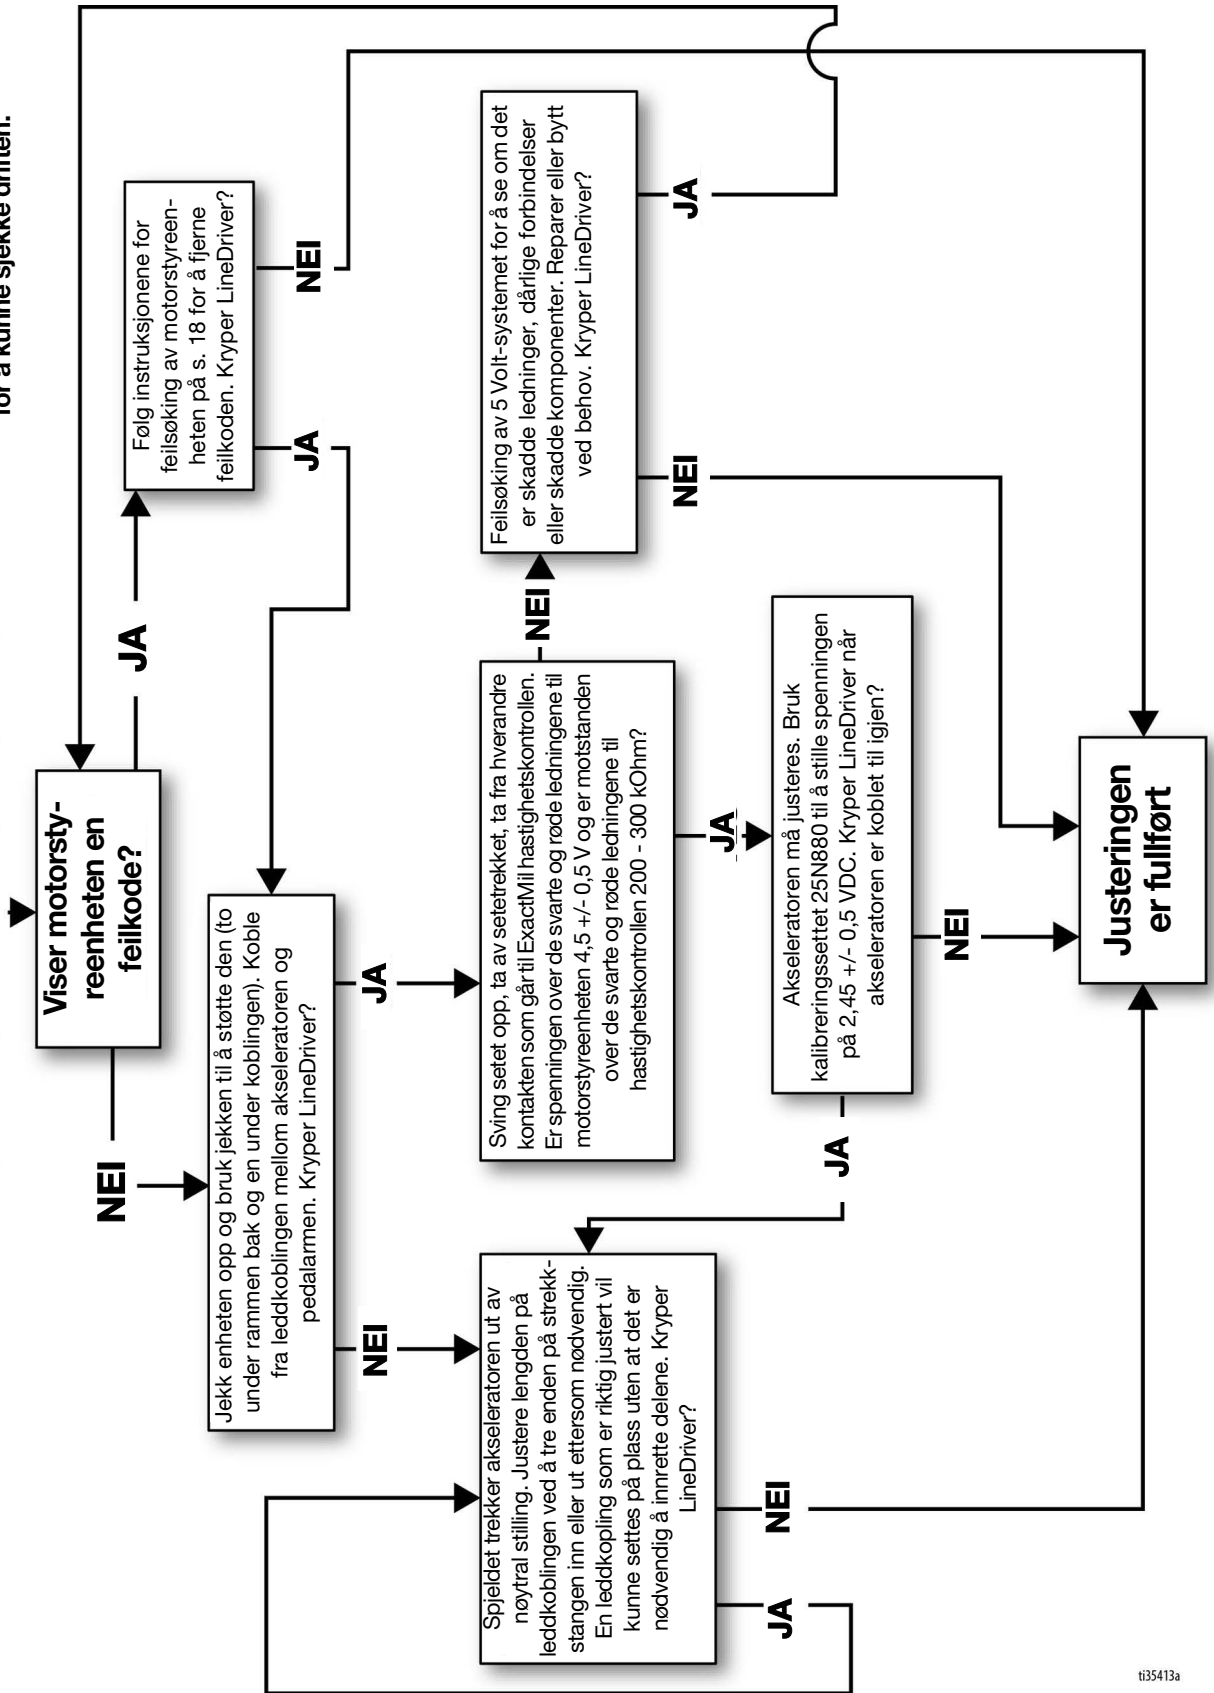 for å kunne sjekke driften.
Viser motorsty-
reenheten en
feilkode?
NEI
JA
Følg instruksjonene for
feilsøking av motorstyreen-
heten på s. 18 for å fjerne
feilkoden. Kryper LineDriver?
JA
NEI
Jekk enheten opp og bruk jekken til å støtte den (to
under rammen bak og en under koblingen). Koble
fra leddkoblingen mellom akseleratoren og
pedalarmen. Kryper LineDriver?
NEI
JA
Sving setet opp, ta av setetrekket, ta fra hverandre
kontakten som går til ExactMil hastighetskontrollen.
Er spenningen over de svarte og røde ledningene til
motorstyreenheten 4,5 +/- 0,5 V og er motstanden
over de svarte og røde ledningene til
hastighetskontrollen 200 - 300 kOhm?
NEI
JA
Feilsøking av 5 Volt-systemet for å se om det
er skadde ledninger, dårlige forbindelser
eller skadde komponenter. Reparer eller bytt
ved behov. Kryper LineDriver?
NEI
JA
Spjeldet trekker akseleratoren ut av
nøytral stilling. Justere lengden på
leddkoblingen ved å tre enden på strekk-
stangen inn eller ut ettersom nødvendig.
En leddkopling som er riktig justert vil
kunne settes på plass uten at det er
nødvendig å innrette delene. Kryper
LineDriver?
JA
NEI
Akseleratoren må justeres. Bruk
kalibreringssettet 25N880 til å stille spenningen
på 2,45 +/- 0,5 VDC. Kryper LineDriver når
akseleratoren er koblet til igjen?
JA
NEI
Justeringen
er fullført
ti35413a